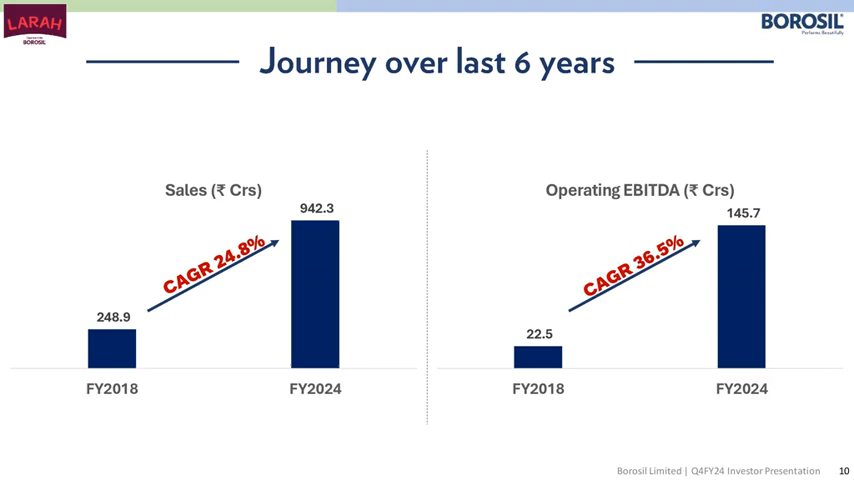 LARAH
BOROSIL
BOROSIL®
Performs Beautifully
Journey over last 6 years
Sales (₹ Crs)
942.3
CAGR 24.8%
248.9
FY2018
FY2024
Operating EBITDA (₹ Crs)
145.7
CAGR 36.5%
22.5
FY2018
FY2024
Borosil Limited | Q4FY24 Investor Presentation
10